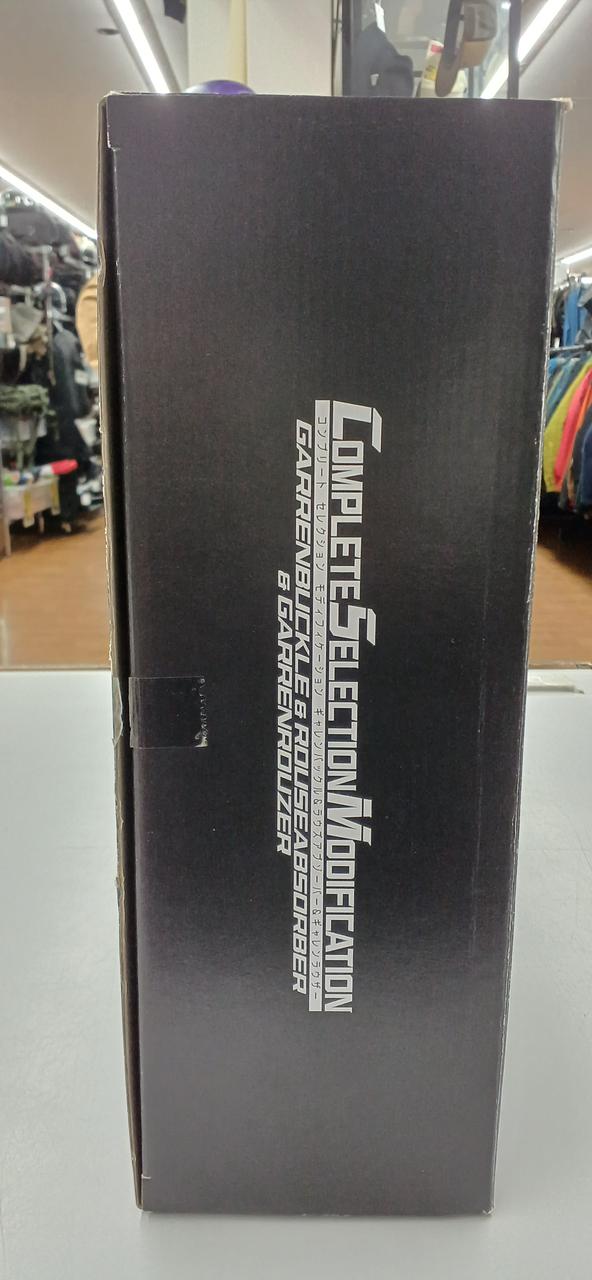 COMPLETE SELECTION MODIFICATION
コンプリート セレクション モディフィケーション ギャレンバックル&ラウズアブソーバー&ギャレンラウザー
GARRENBUCKLE & ROUSEABSORBER
& GARRENROUZER